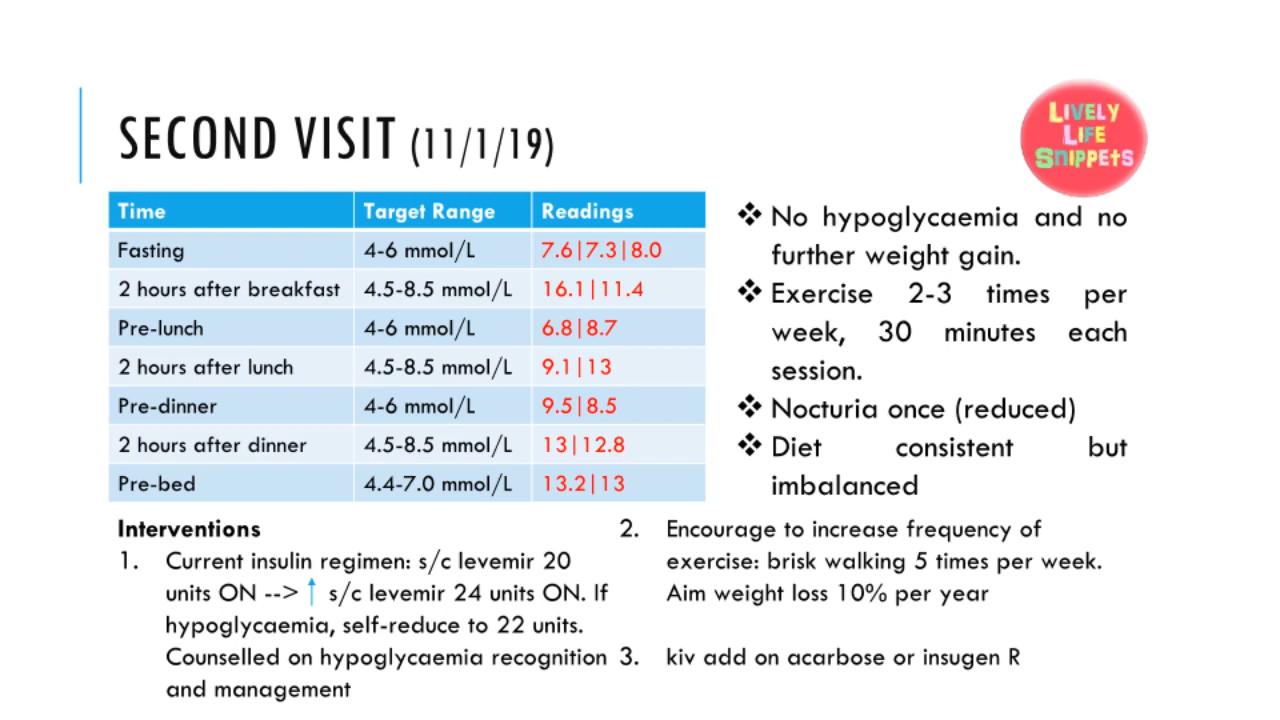 SECOND VISIT (11/1/19)
LIVELY
LIFE
SNIPPEtS
Time Target Range Readings
Fasting 4-6 mmol/L 7.6|7.3|8.0
2 hours after breakfast 4.5-8.5 mmol/L 16.1|11.4
Pre-lunch 4-6 mmol/L 6.8|8.7
2 hours after lunch 4.5-8.5 mmol/L 9.1|13
Pre-dinner 4-6 mmol/L 9.5|8.5
2 hours after dinner 4.5-8.5 mmol/L 13|12.8
Pre-bed 4.4-7.0 mmol/L 13.2|13
❖ No hypoglycaemia and no
further weight gain.
❖ Exercise 2-3 times per
week, 30 minutes each
session.
❖ Nocturia once (reduced)
❖ Diet consistent but
imbalanced
Interventions
1. Current insulin regimen: s/c levemir 20
units ON --> ↑ s/c levemir 24 units ON. If
hypoglycaemia, self-reduce to 22 units.
Counselled on hypoglycaemia recognition
and management
2. Encourage to increase frequency of
exercise: brisk walking 5 times per week.
Aim weight loss 10% per year
3. kiv add on acarbose or insugen R